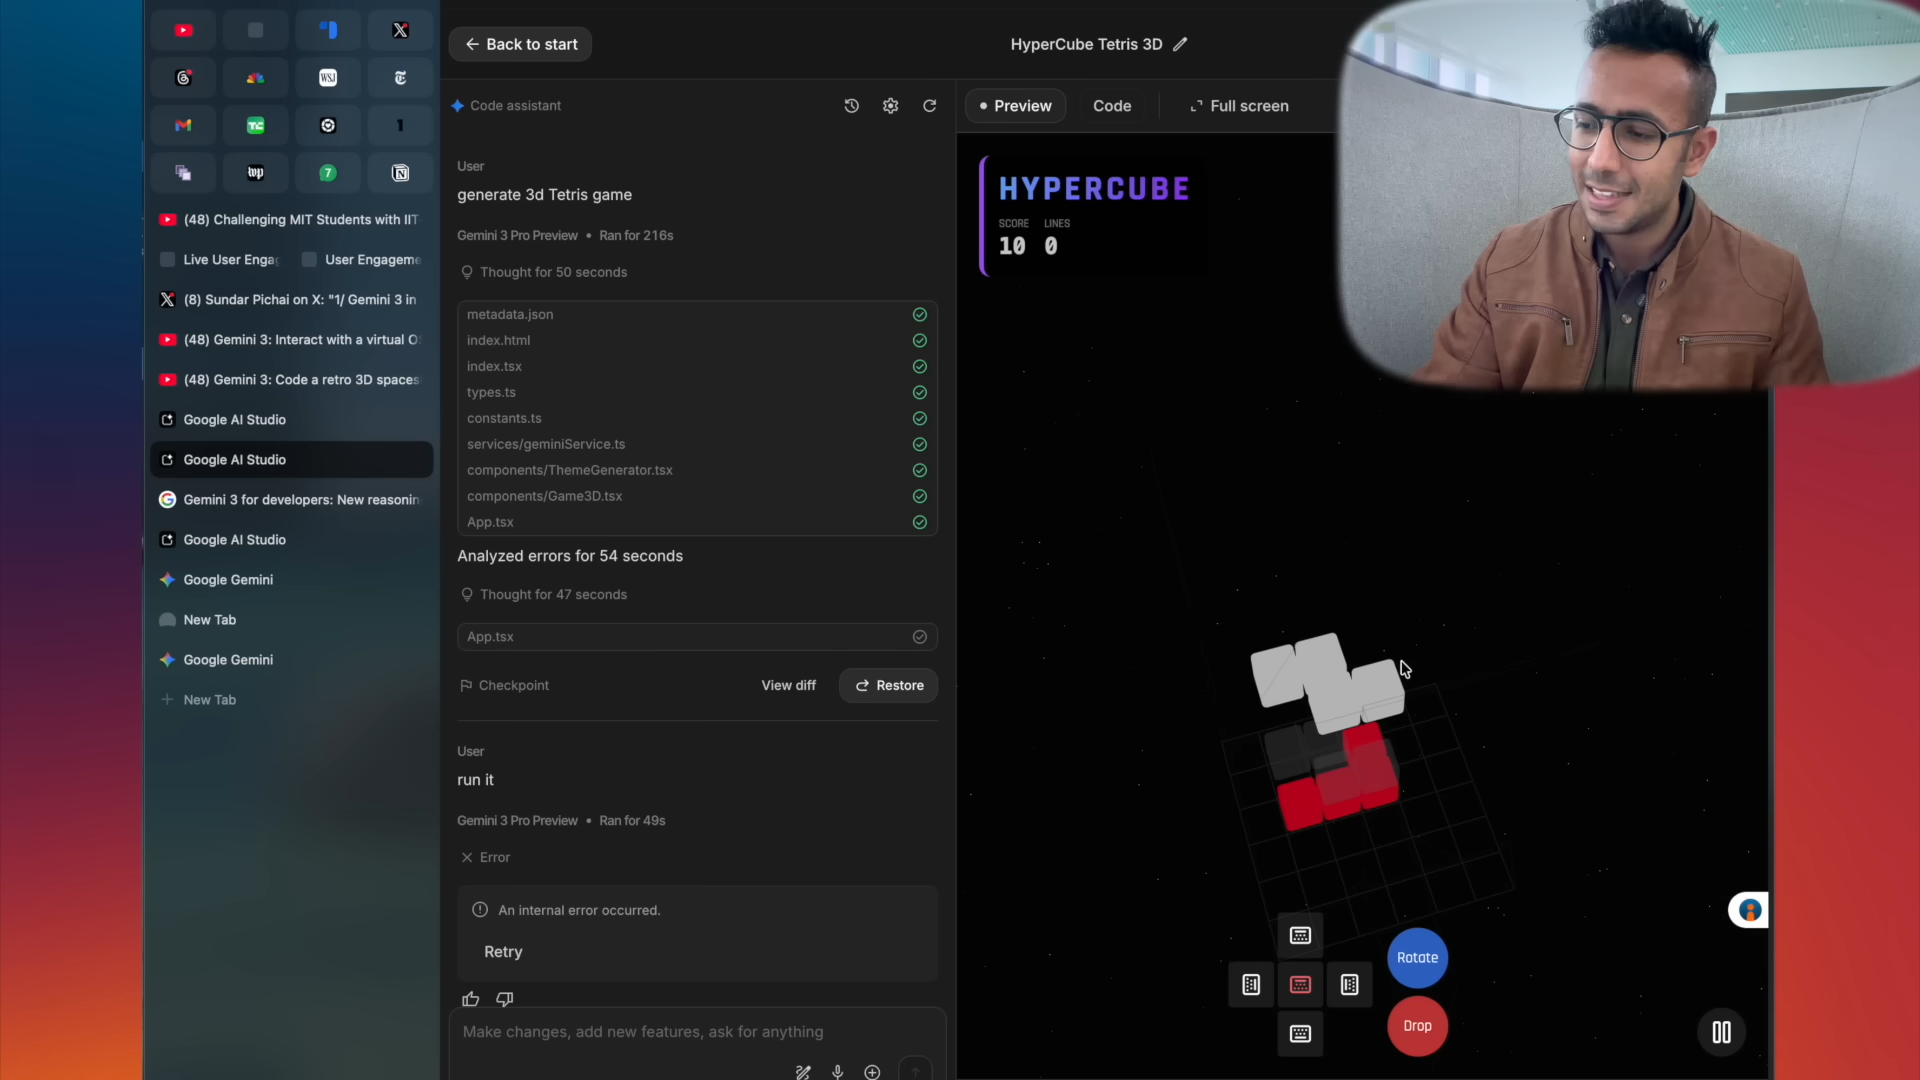 (48) Challenging MIT Students with IIT
Live User Enga
User Engageme
(8) Sundar Pichai on X: "1/ Gemini 3 in
(48) Gemini 3: Interact with a virtual O
(48) Gemini 3: Code a retro 3D spaces
Google AI Studio
Google AI Studio
Gemini 3 for developers: New reasonin
Google AI Studio
Google Gemini
New Tab
Google Gemini
New Tab
WSJ
TC
1
wp
7
Back to start
HyperCube Tetris 3D
Code assistant
Preview
Code
Full screen
User
generate 3d Tetris game
Gemini 3 Pro Preview • Ran for 216s
Thought for 50 seconds
metadata.json
index.html
index.tsx
types.ts
constants.ts
services/geminiService.ts
components/ThemeGenerator.tsx
components/Game3D.tsx
App.tsx
Analyzed errors for 54 seconds
Thought for 47 seconds
App.tsx
Checkpoint
View diff
Restore
User
run it
Gemini 3 Pro Preview • Ran for 49s
Error
An internal error occurred.
Retry
Make changes, add new features, ask for anything
HYPERCUBE
SCORE LINES
10 0
Rotate
Drop